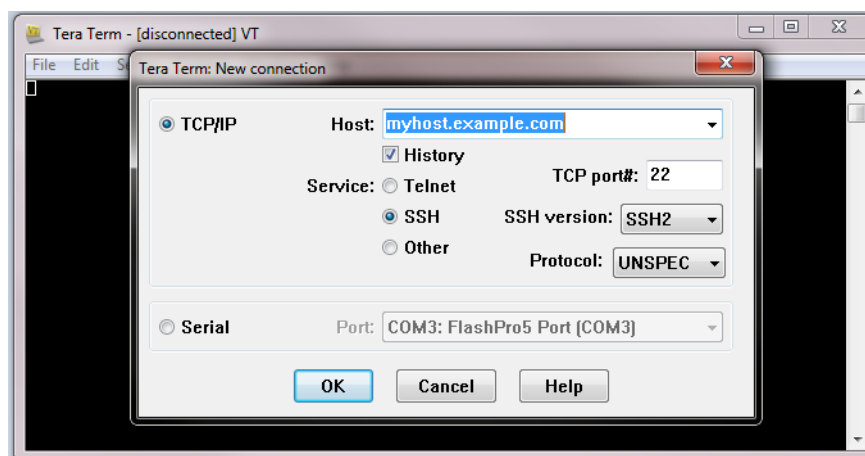 Tera Term - [disconnected] VT
File Edit
Tera Term: New connection
TCP/IP Host: myhost.example.com
History
Service: Telnet TCP port#: 22
SSH SSH version: SSH2
Other Protocol: UNSPEC
Serial Port: COM3: FlashPro5 Port (COM3)
OK Cancel Help